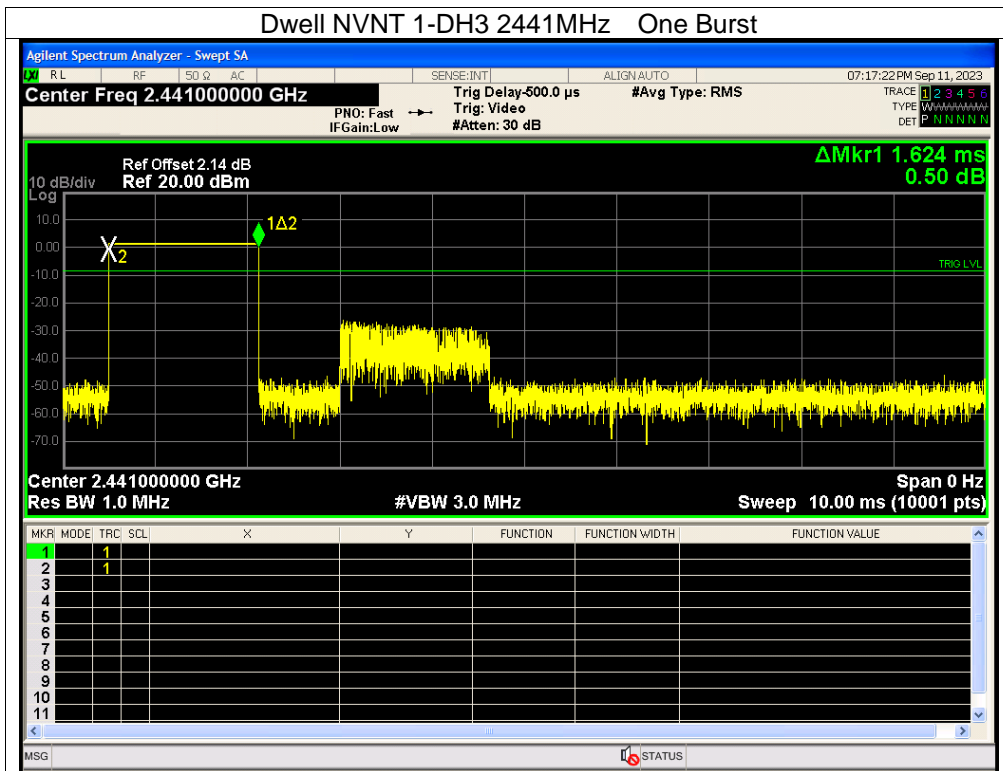 Dwell NVNT 1-DH3 2441MHz One Burst
Agilent Spectrum Analyzer - Swept SA
LXI RL RF 50 Ω AC SENSE:INT ALIGN AUTO 07:17:22 PM Sep 11, 2023
Center Freq 2.441000000 GHz Trig Delay-500.0 µs #Avg Type: RMS TRACE 1 2 3 4 5 6
PNO: Fast Trig: Video TYPE WWWWWW
IFGain:Low #Atten: 30 dB DET P N N N N N
ΔMkr1 1.624 ms
Ref Offset 2.14 dB 0.50 dB
10 dB/div Ref 20.00 dBm
Log
10.0
1Δ2
0.00
2
TRIG LVL
-10.0
-20.0
-30.0
-40.0
-50.0
-60.0
-70.0
Center 2.441000000 GHz Span 0 Hz
Res BW 1.0 MHz #VBW 3.0 MHz Sweep 10.00 ms (10001 pts)
MKR MODE TRC SCL X Y FUNCTION FUNCTION WIDTH FUNCTION VALUE
1 1
2 1
3
4
5
6
7
8
9
10
11
MSG STATUS